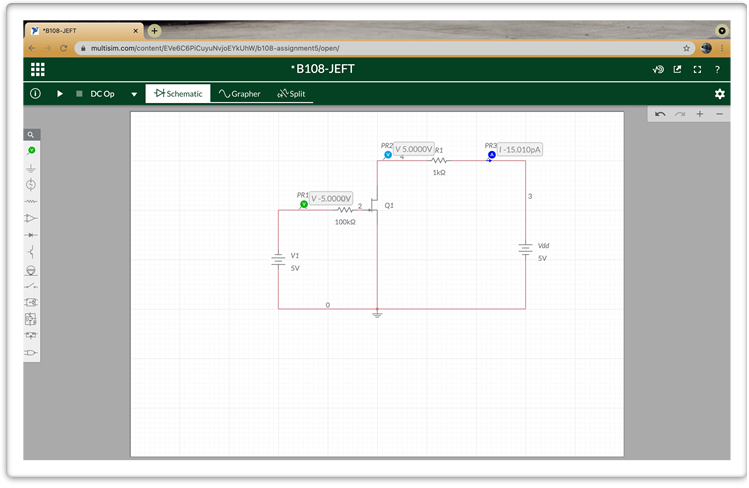 *B108-JEFT
multisim.com/content/EVe6C6PiCuyuNvjoEYkUhW/b108-assignment5/open/
*B108-JEFT
DC Op
Schematic
Grapher
Split
PR2
V 5.0000V
4
R1
1kΩ
PR3
I -15.010pA
PR1
V -5.0000V
2
100kΩ
Q1
3
V1
5V
Vdd
5V
0